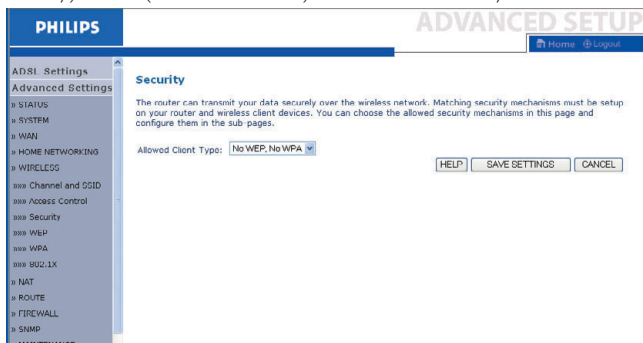 PHILIPS
ADVANCED SETUP
Home Logout
ADSL Settings
Advanced Settings
» STATUS
» SYSTEM
» WAN
» HOME NETWORKING
» WIRELESS
»»» Channel and SSID
»»» Access Control
»»» Security
»»» WEP
»»» WPA
»»» 802.1X
» NAT
» ROUTE
» FIREWALL
» SNMP
Security
The router can transmit your data securely over the wireless network. Matching security mechanisms must be setup
on your router and wireless client devices. You can choose the allowed security mechanisms in this page and
configure them in the sub-pages.
Allowed Client Type: No WEP, No WPA
HELP SAVE SETTINGS CANCEL